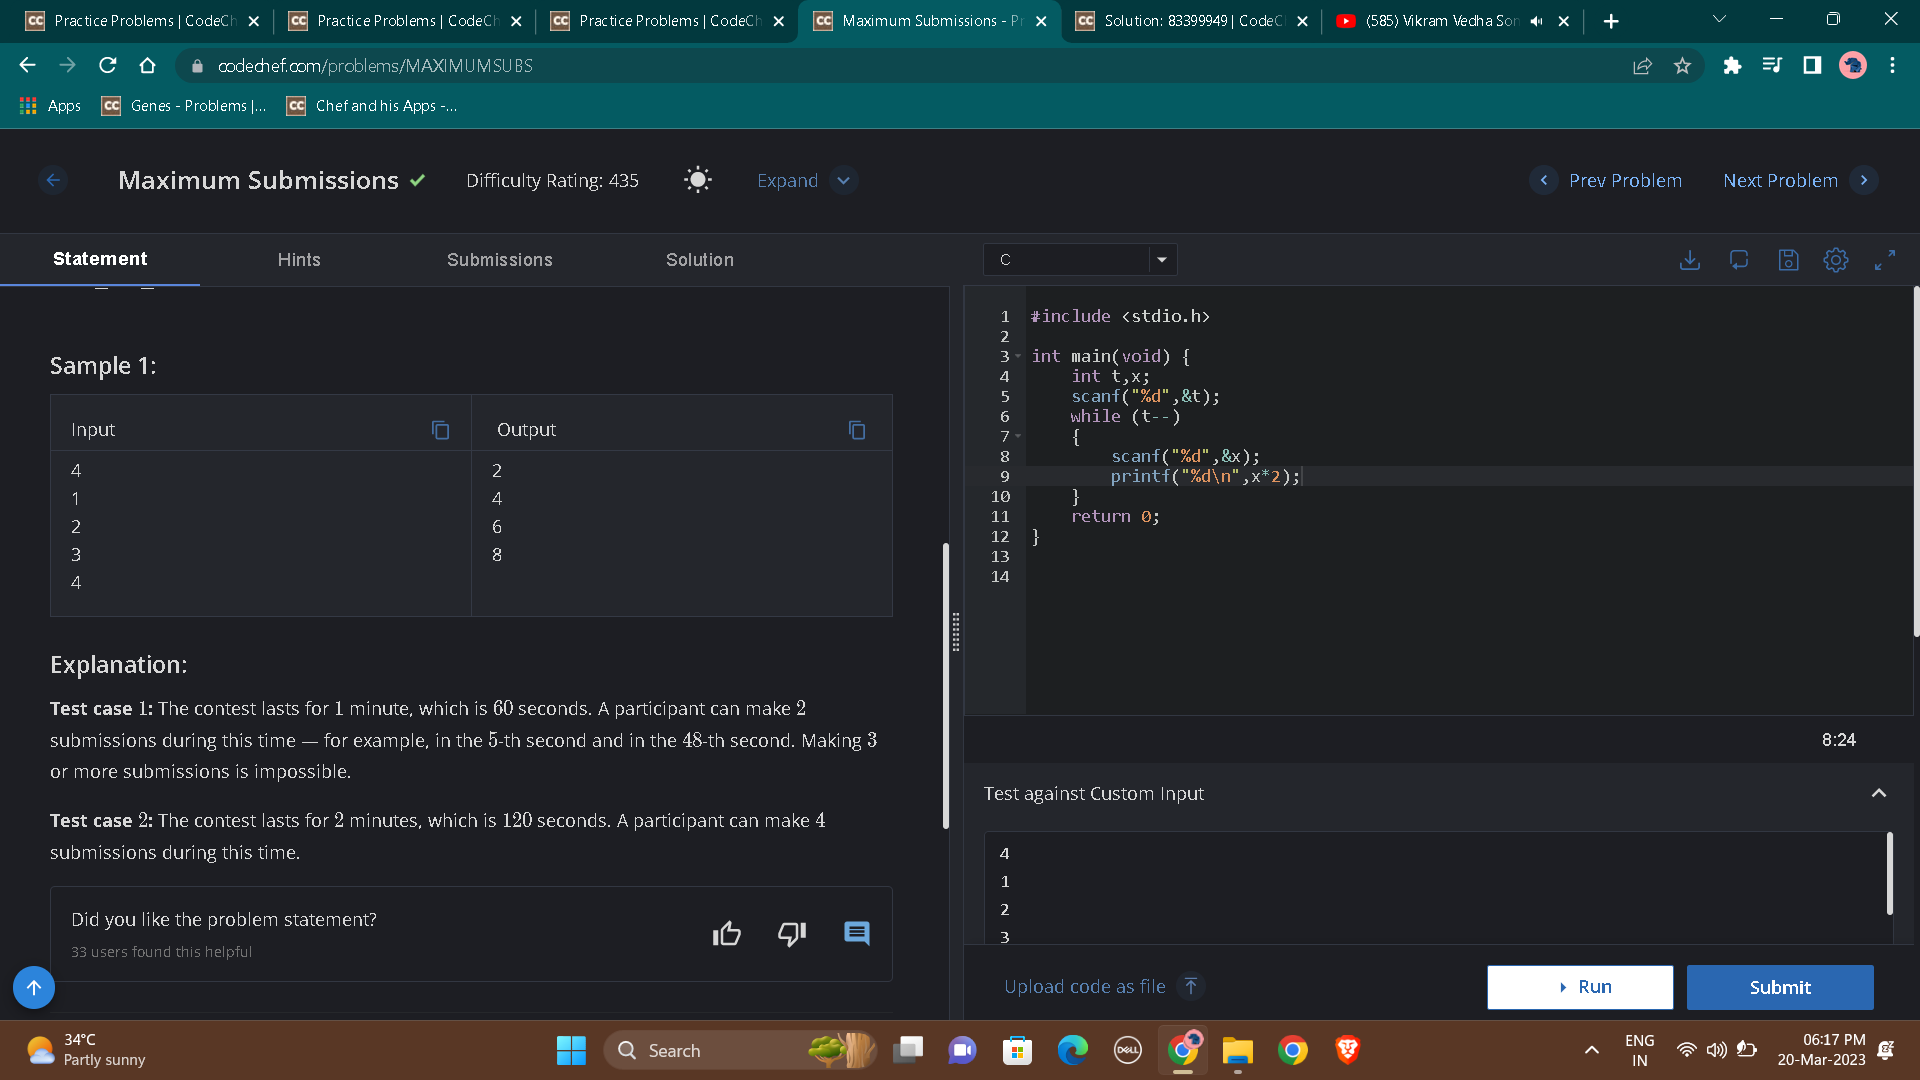 Practice Problems | CodeCh
Practice Problems | CodeCh
Practice Problems | CodeCh
Maximum Submissions - Pr
Solution: 83399949 | CodeCh
(585) Vikram Vedha Son
codechef.com/problems/MAXIMUMSUBS
Apps
CC Genes - Problems |...
CC Chef and his Apps -...
Maximum Submissions
Difficulty Rating: 435
Expand
Prev Problem
Next Problem
Statement
Hints
Submissions
Solution
C
Sample 1:
Input
Output
4
1
2
3
4
2
4
6
8
Explanation:
Test case 1: The contest lasts for 1 minute, which is 60 seconds. A participant can make 2
submissions during this time — for example, in the 5-th second and in the 48-th second. Making 3
or more submissions is impossible.
Test case 2: The contest lasts for 2 minutes, which is 120 seconds. A participant can make 4
submissions during this time.
Did you like the problem statement?
33 users found this helpful
1 #include <stdio.h>
2
3 int main(void) {
4 int t,x;
5 scanf("%d",&t);
6 while (t--)
7 {
8 scanf("%d",&x);
9 printf("%d\n",x*2);
10 }
11 return 0;
12 }
13
14
8:24
Test against Custom Input
4
1
2
3
Upload code as file
Run
Submit
34°C
Partly sunny
Search
DELL
ENG
IN
06:17 PM
20-Mar-2023